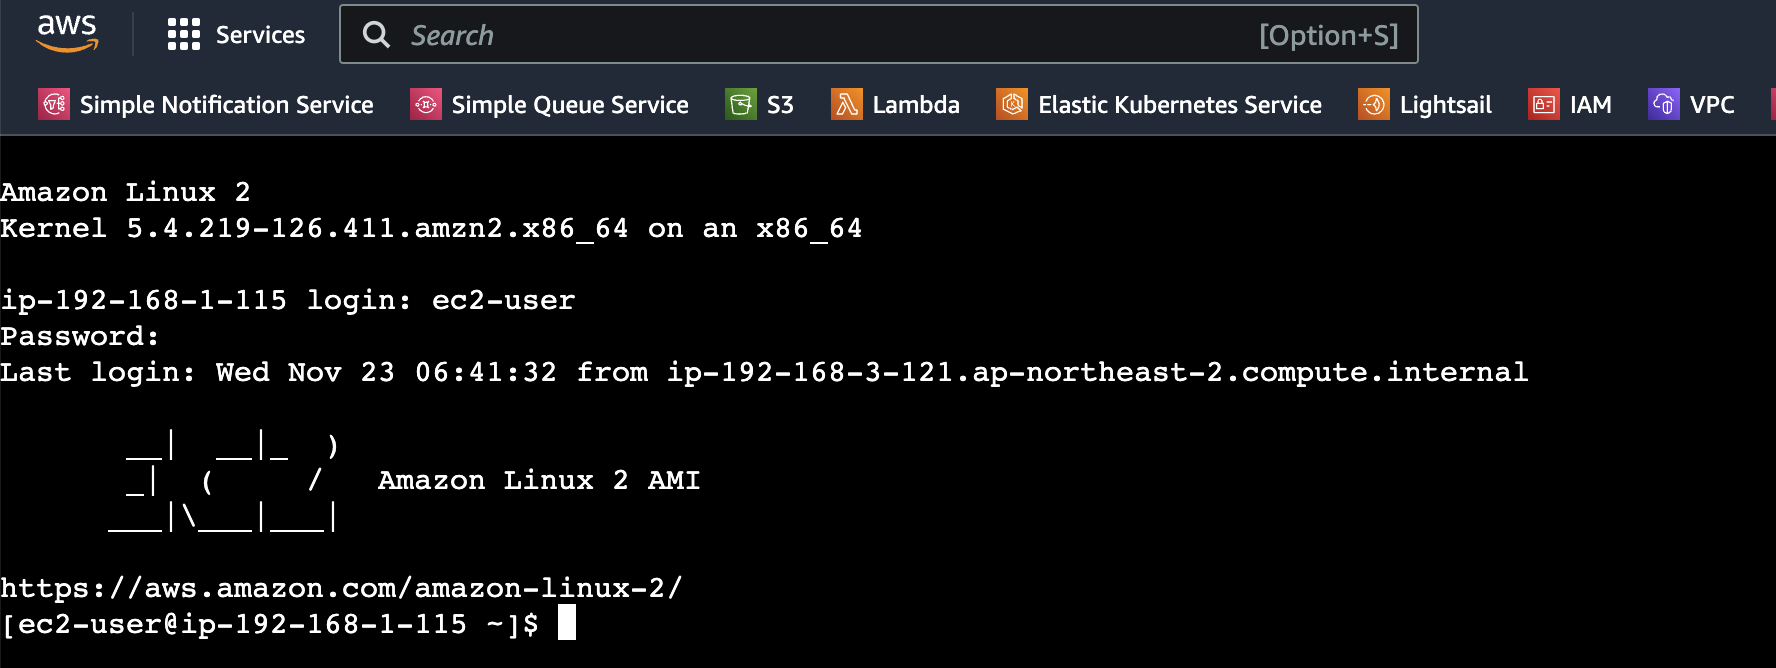 aws Services Search [Option+S]
Simple Notification Service Simple Queue Service S3 Lambda Elastic Kubernetes Service Lightsail IAM VPC
Amazon Linux 2
Kernel 5.4.219-126.411.amzn2.x86_64 on an x86_64
ip-192-168-1-115 login: ec2-user
Password:
Last login: Wed Nov 23 06:41:32 from ip-192-168-3-121.ap-northeast-2.compute.internal
       __|  __|_  )
       _|  (     /   Amazon Linux 2 AMI
      ___|\___|___|
https://aws.amazon.com/amazon-linux-2/
[ec2-user@ip-192-168-1-115 ~]$